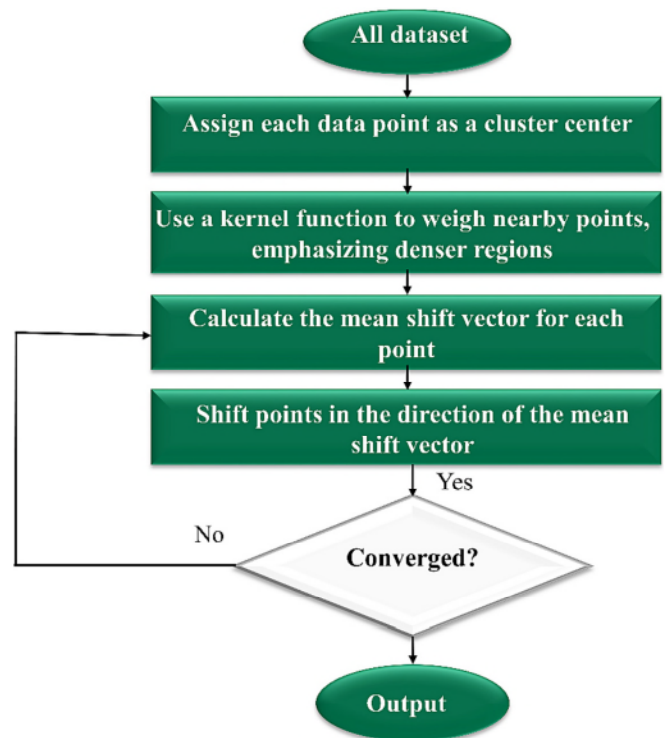 All dataset
Assign each data point as a cluster center
Use a kernel function to weigh nearby points,
emphasizing denser regions
Calculate the mean shift vector for each
point
Shift points in the direction of the mean
shift vector
Yes
No
Converged?
Output